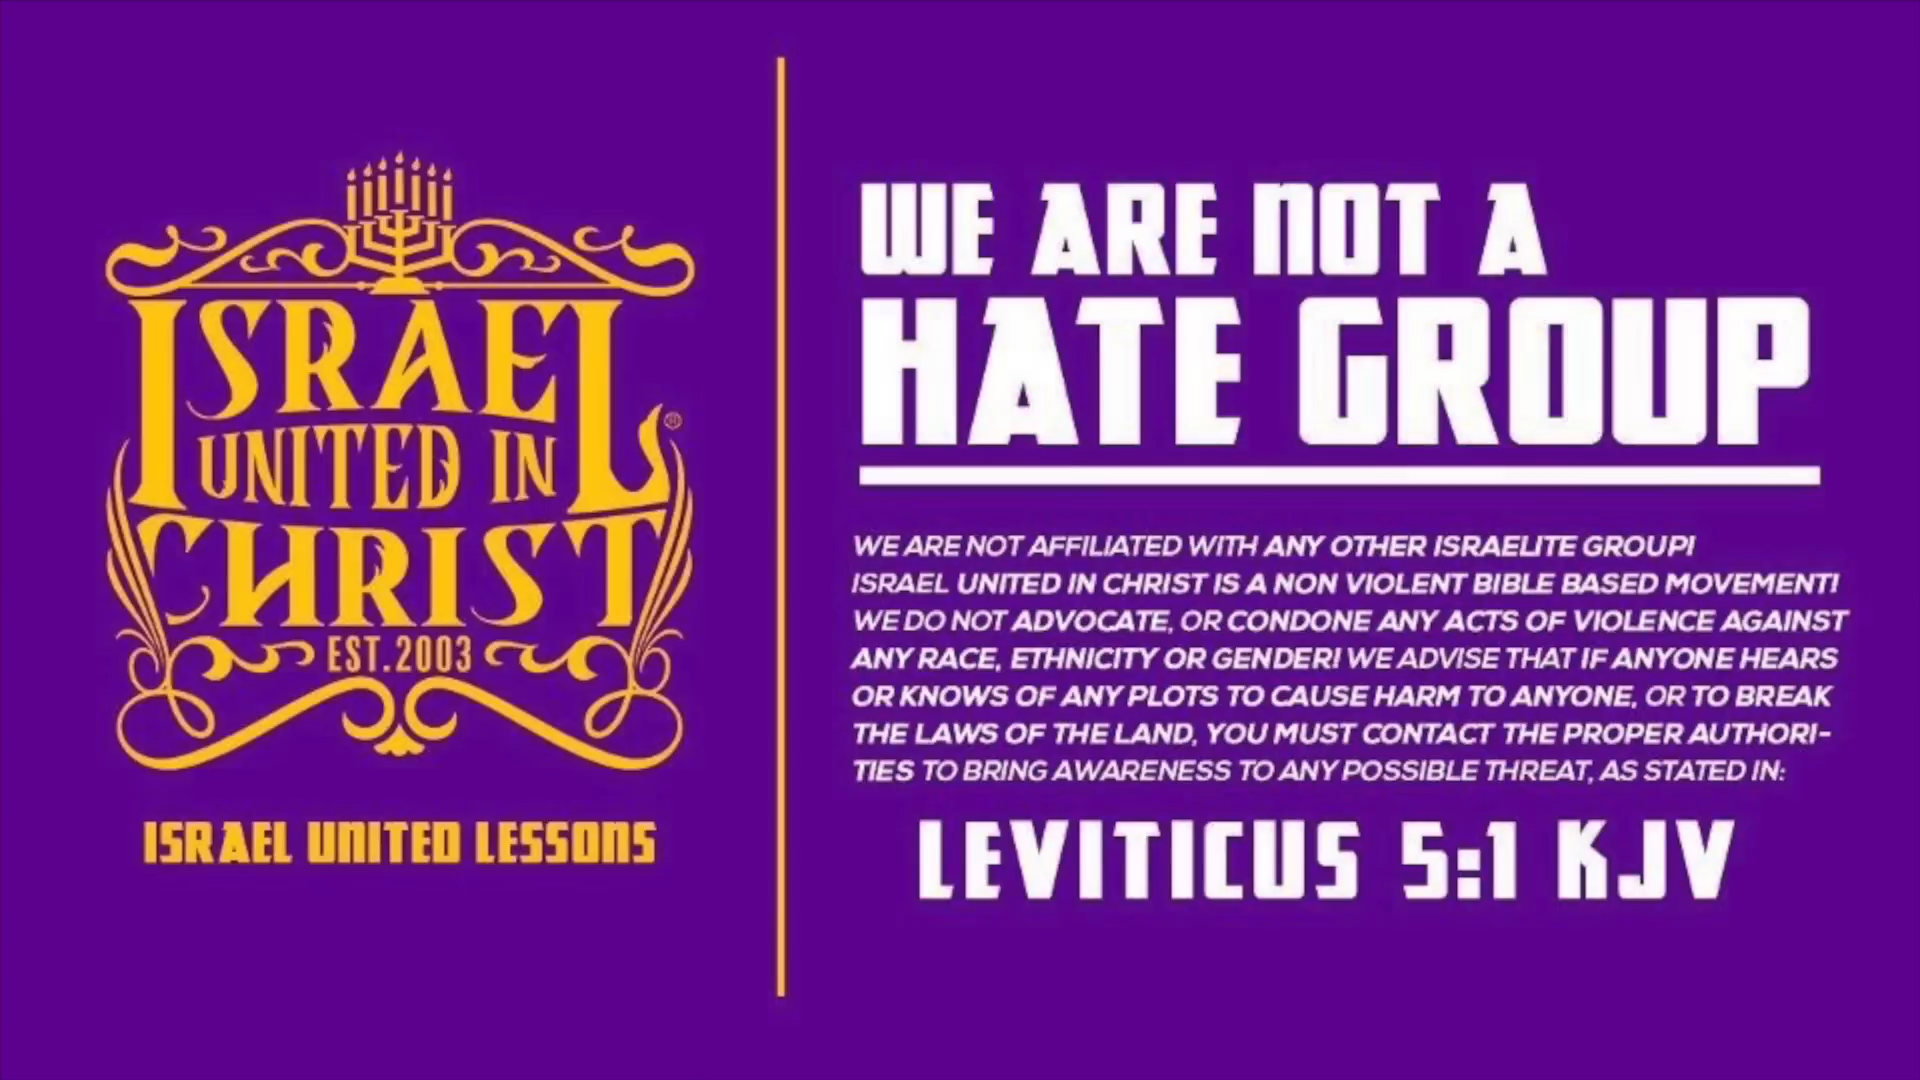 ISRAEL
UNITED IN
CHRIST
®
EST. 2003
ISRAEL UNITED LESSONS
WE ARE NOT A
HATE GROUP
WE ARE NOT AFFILIATED WITH ANY OTHER ISRAELITE GROUP!
ISRAEL UNITED IN CHRIST IS A NON VIOLENT BIBLE BASED MOVEMENT!
WE DO NOT ADVOCATE, OR CONDONE ANY ACTS OF VIOLENCE AGAINST
ANY RACE, ETHNICITY OR GENDER! WE ADVISE THAT IF ANYONE HEARS
OR KNOWS OF ANY PLOTS TO CAUSE HARM TO ANYONE, OR TO BREAK
THE LAWS OF THE LAND, YOU MUST CONTACT THE PROPER AUTHORI-
TIES TO BRING AWARENESS TO ANY POSSIBLE THREAT, AS STATED IN:
LEVITICUS 5:1 KJV